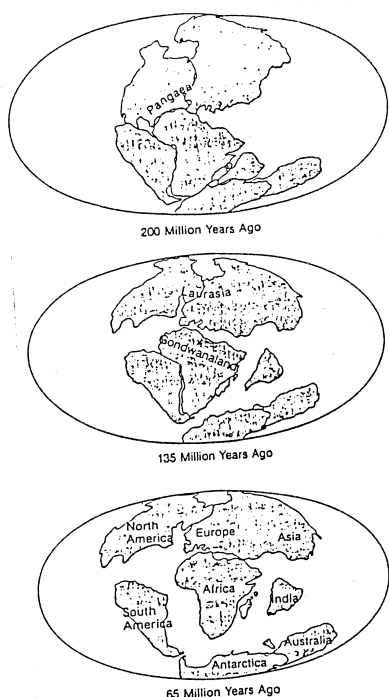 Pangaea
200 Million Years Ago
Laurasia
Gondwanaland
135 Million Years Ago
North
America
Europe
Asia
Africa
India
South
America
Australia
Antarctica
65 Million Years Ago